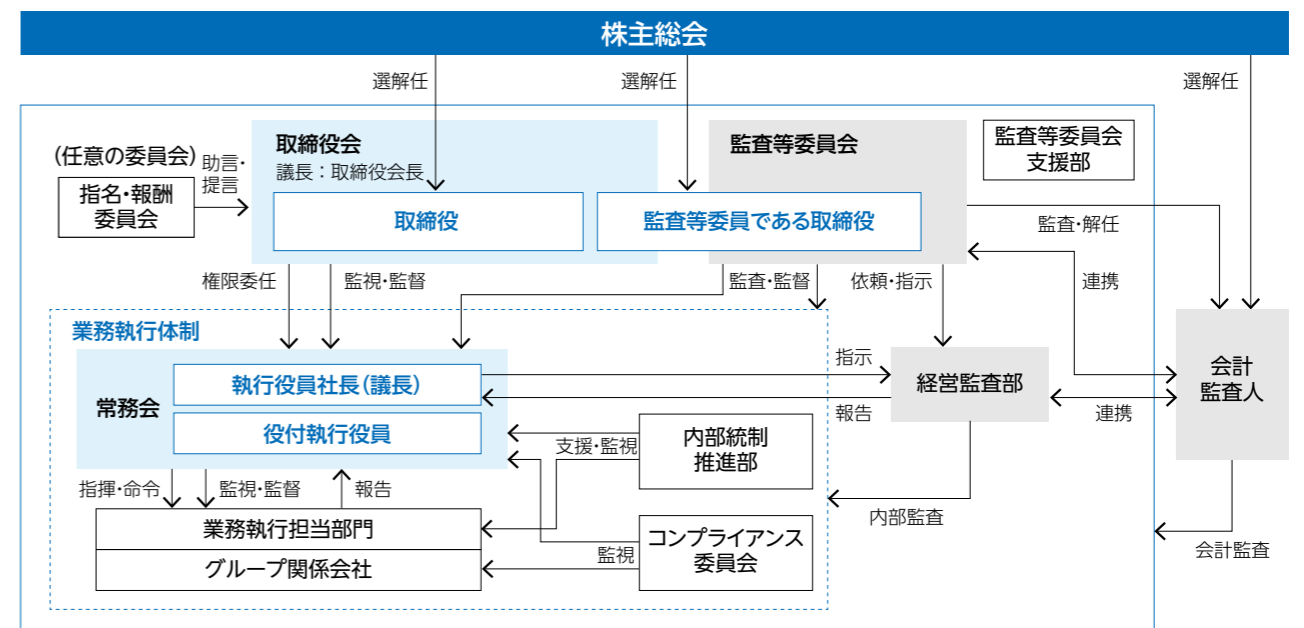 株主総会
選解任
選解任
選解任
取締役会
議長：取締役会長
監査等委員会
監査等委員会
支援部
(任意の委員会)
助言・
提言
指名・報酬
委員会
取締役
監査等委員である取締役
監査・解任
権限委任
監視・監督
監査・監督
依頼・指示
連携
業務執行体制
常務会
執行役員社長（議長）
役付執行役員
指示
報告
経営監査部
連携
会計
監査人
支援・監視
内部統制
推進部
指揮・命令
監視・監督
報告
内部監査
業務執行担当部門
グループ関係会社
監視
コンプライアンス
委員会
会計監査